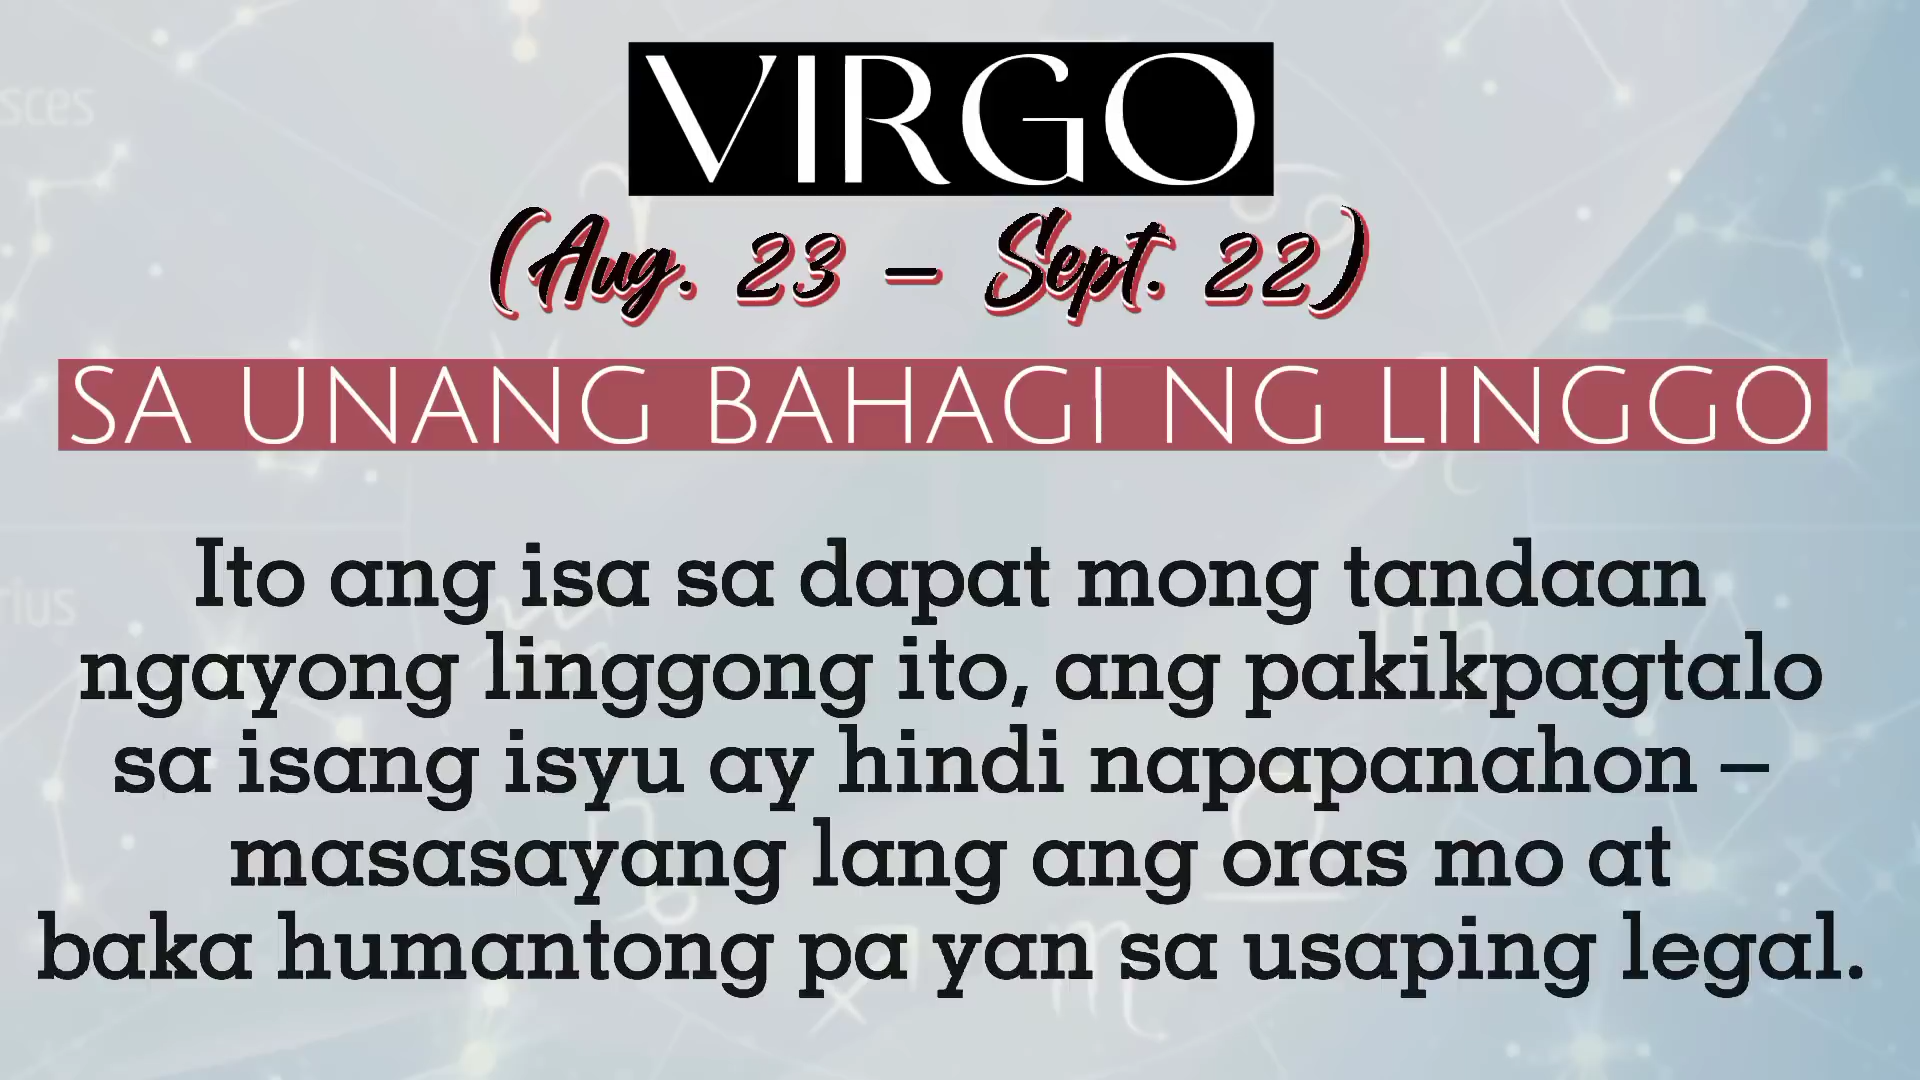 VIRGO
(Aug. 23 – Sept. 22)
SA UNANG BAHAGI NG LINGGO
sces
rius
Ito ang isa sa dapat mong tandaan
ngayong linggong ito, ang pakikpagtalo
sa isang isyu ay hindi napapanahon –
masasayang lang ang oras mo at
baka humantong pa yan sa usaping legal.